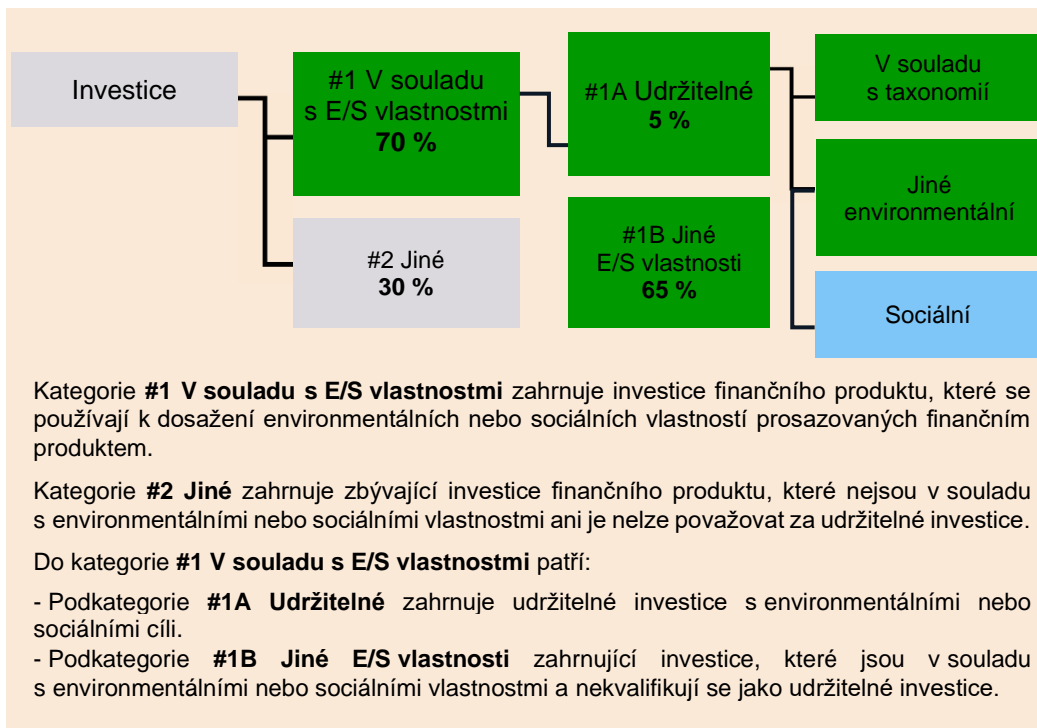 Investice
#1 V souladu
s E/S vlastnostmi
70 %
#2 Jiné
30 %
#1A Udržitelné
5 %
#1B Jiné
E/S vlastnosti
65 %
V souladu
s taxonomií
Jiné
environmentální
Sociální
Kategorie #1 V souladu s E/S vlastnostmi zahrnuje investice finančního produktu, které se
používají k dosažení environmentálních nebo sociálních vlastností prosazovaných finančním
produktem.
Kategorie #2 Jiné zahrnuje zbývající investice finančního produktu, které nejsou v souladu
s environmentálními nebo sociálními vlastnostmi ani je nelze považovat za udržitelné investice.
Do kategorie #1 V souladu s E/S vlastnostmi patří:
- Podkategorie #1A Udržitelné zahrnuje udržitelné investice s environmentálními nebo
sociálními cíli.
- Podkategorie #1B Jiné E/S vlastnosti zahrnující investice, které jsou v souladu
s environmentálními nebo sociálními vlastnostmi a nekvalifikují se jako udržitelné investice.